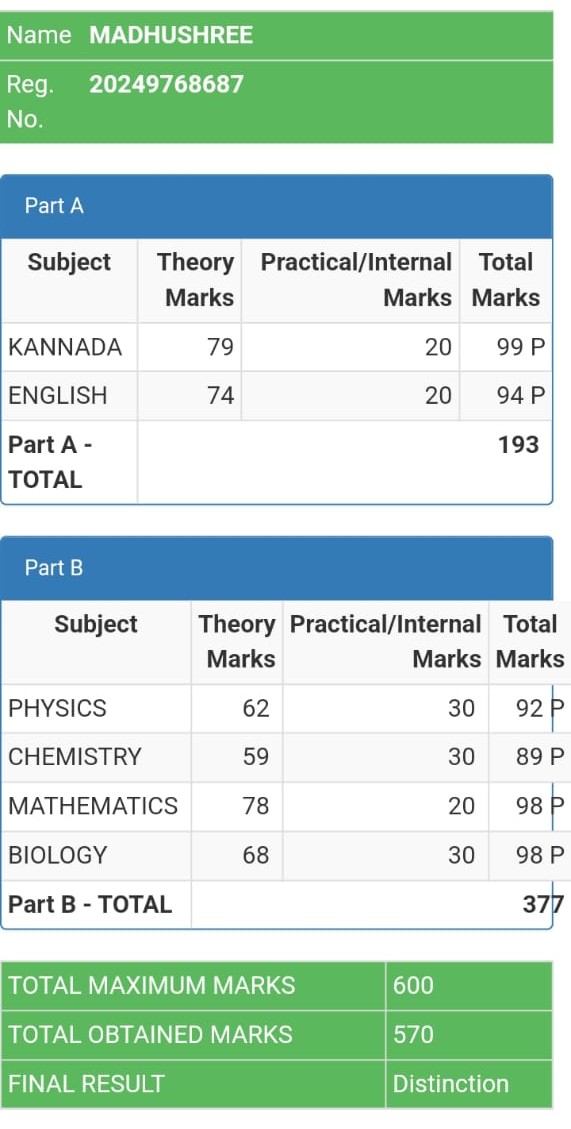 Name MADHUSHREE
Reg. No. 20249768687
Part A
Subject Theory Marks Practical/Internal Marks Total Marks
KANNADA 79 20 99 P
ENGLISH 74 20 94 P
Part A - TOTAL 193
Part B
Subject Theory Marks Practical/Internal Marks Total Marks
PHYSICS 62 30 92 P
CHEMISTRY 59 30 89 P
MATHEMATICS 78 20 98 P
BIOLOGY 68 30 98 P
Part B - TOTAL 377
TOTAL MAXIMUM MARKS 600
TOTAL OBTAINED MARKS 570
FINAL RESULT Distinction